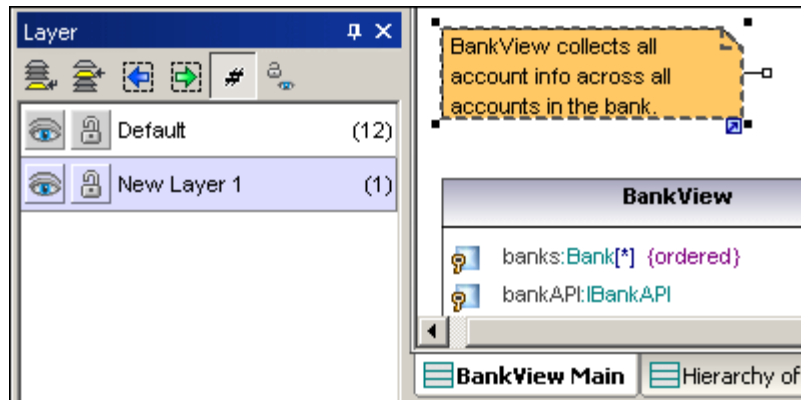 Layer
Default (12)
New Layer 1 (1)
BankView collects all
account info across all
accounts in the bank.
BankView
banks:Bank[*] {ordered}
bankAPI:IBankAPI
BankView Main
Hierarchy of